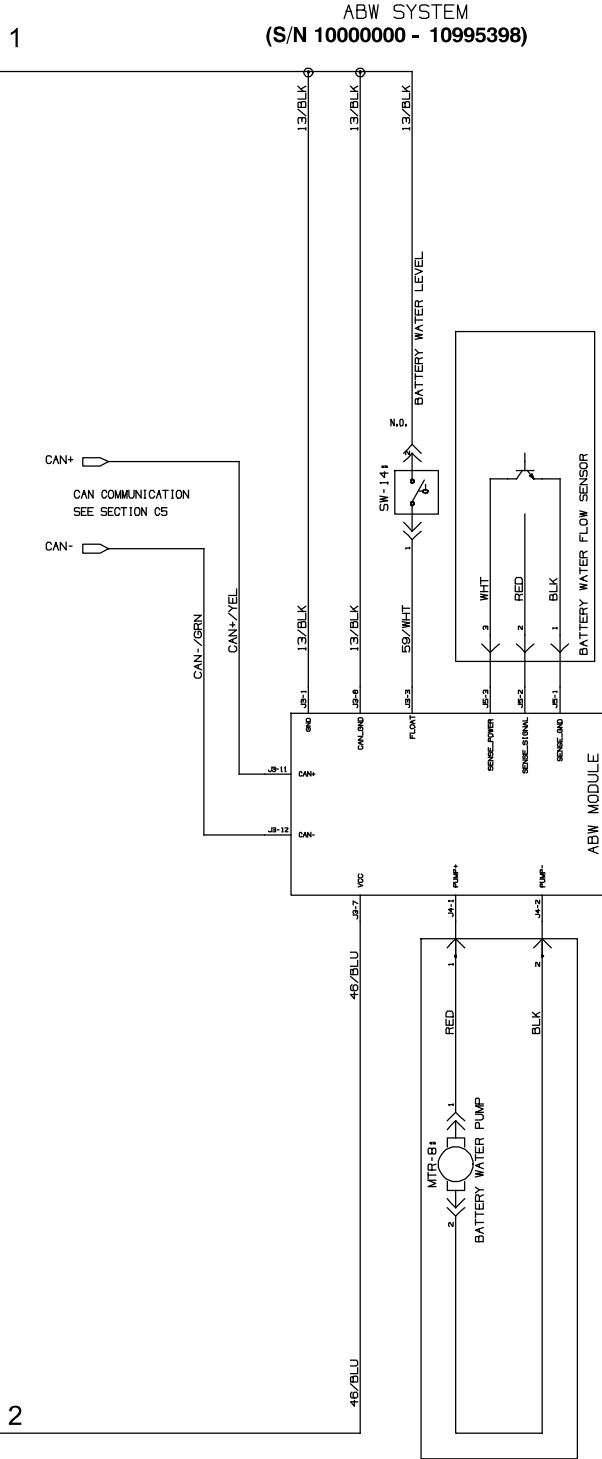 ABW SYSTEM
(S/N 10000000 - 10995398)
1
13/BLK
13/BLK
13/BLK
BATTERY WATER LEVEL
N.O.
2
SW-14
1
CAN+
CAN COMMUNICATION
SEE SECTION C5
CAN-
CAN-/GRN
CAN+/YEL
13/BLK
13/BLK
59/WHT
WHT
RED
BLK
3
2
1
BATTERY WATER FLOW SENSOR
J3-1
J3-8
J3-3
J5-3
J5-2
J5-1
GND
CAN_GND
FLOAT
SENSE_POWER
SENSE_SIGNAL
SENSE_GND
J3-11
CAN+
J3-12
CAN-
ABW MODULE
VCC
PUMP+
PUMP-
J3-7
J4-1
J4-2
46/BLU
1
2
RED
BLK
1
MTR-8
BATTERY WATER PUMP
2
46/BLU
2